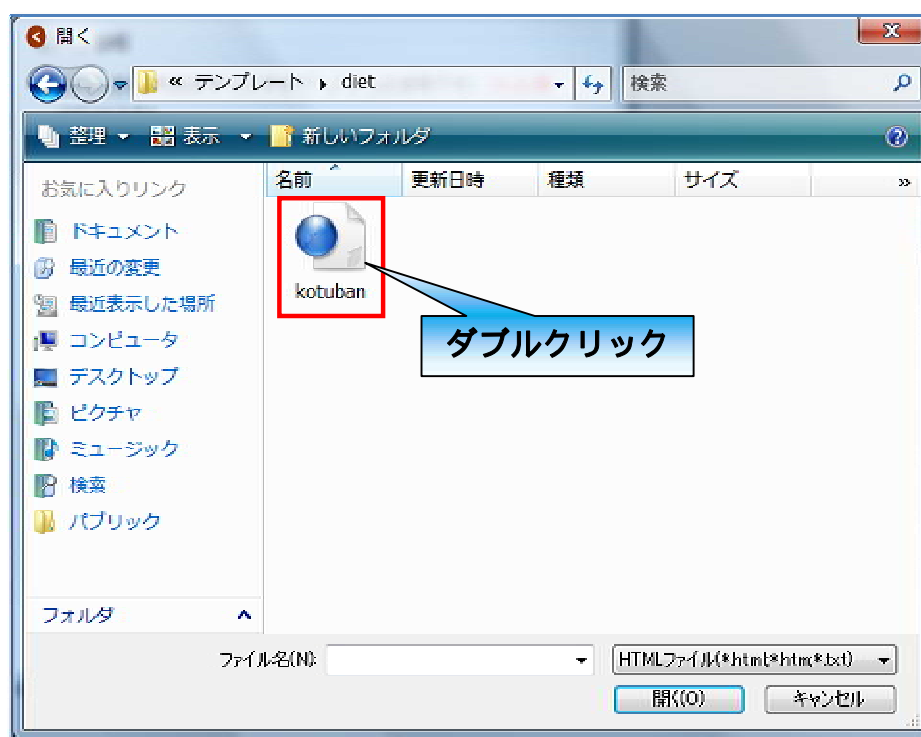 開く
« テンプレート ▸ diet
検索
整理 表示 新しいフォルダ
お気に入りリンク
ドキュメント
最近の変更
最近表示した場所
コンピュータ
デスクトップ
ピクチャ
ミュージック
検索
パブリック
フォルダ
名前 更新日時 種類 サイズ »
kotuban
ダブルクリック
ファイル名(N):
HTMLファイル(*.html;*.htm;*.txt)
開く(O) キャンセル